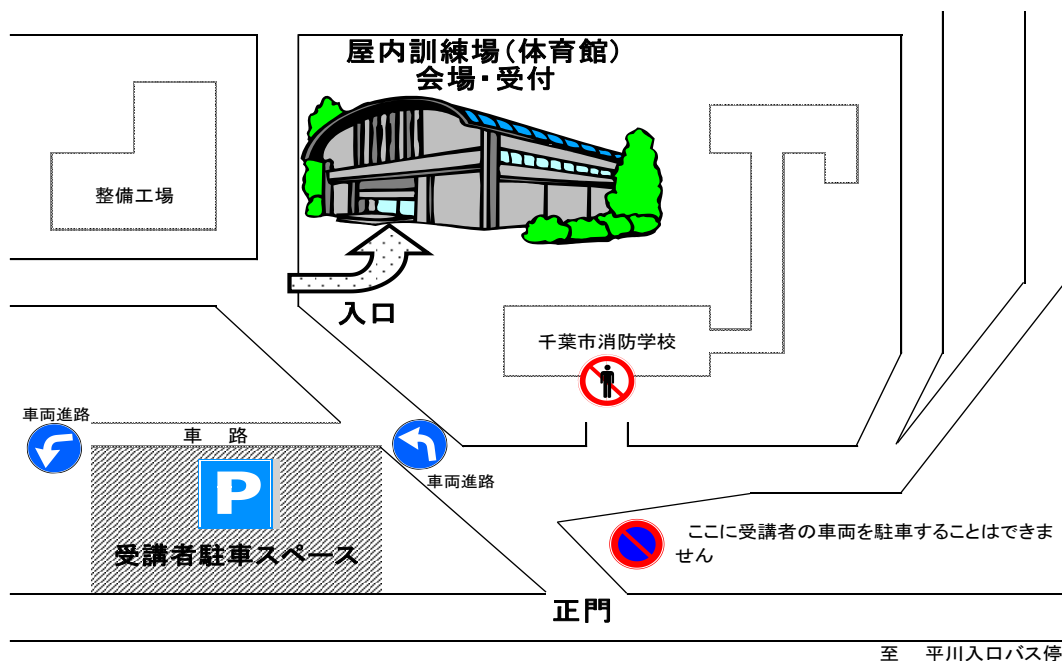 屋内訓練場（体育館）
会場・受付
整備工場
入口
千葉市消防学校
車両進路
車　路
車両進路
P
受講者駐車スペース
ここに受講者の車両を駐車することはできま
せん
正門
至　平川入口バス停